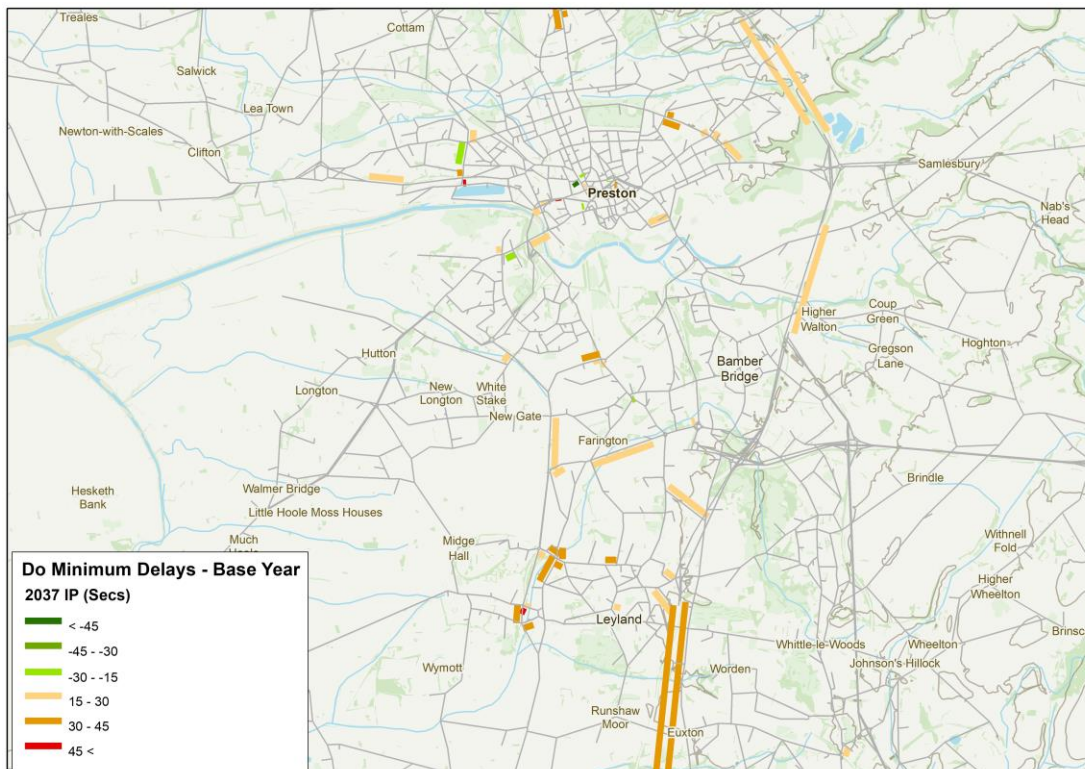 Treales
Cottam
Salwick
Lea Town
Newton-with-Scales
Clifton
Samlesbury
Preston
Nab's
Head
Coup
Green
Higher
Walton
Hoghton
Gregson
Lane
Hutton
Bamber
Bridge
Longton
New
Longton
White
Stake
New Gate
Farington
Brindle
Walmer Bridge
Hesketh
Bank
Little Hoole Moss Houses
Much
Midge
Hall
Withnell
Fold
Higher
Wheelton
Leyland
Whittle-le-Woods
Wheelton
Brinsc
Johnson's Hillock
Wymott
Worden
Runshaw
Moor
Euxton
Do Minimum Delays - Base Year
2037 IP (Secs)
< -45
-45 - -30
-30 - -15
15 - 30
30 - 45
45 <